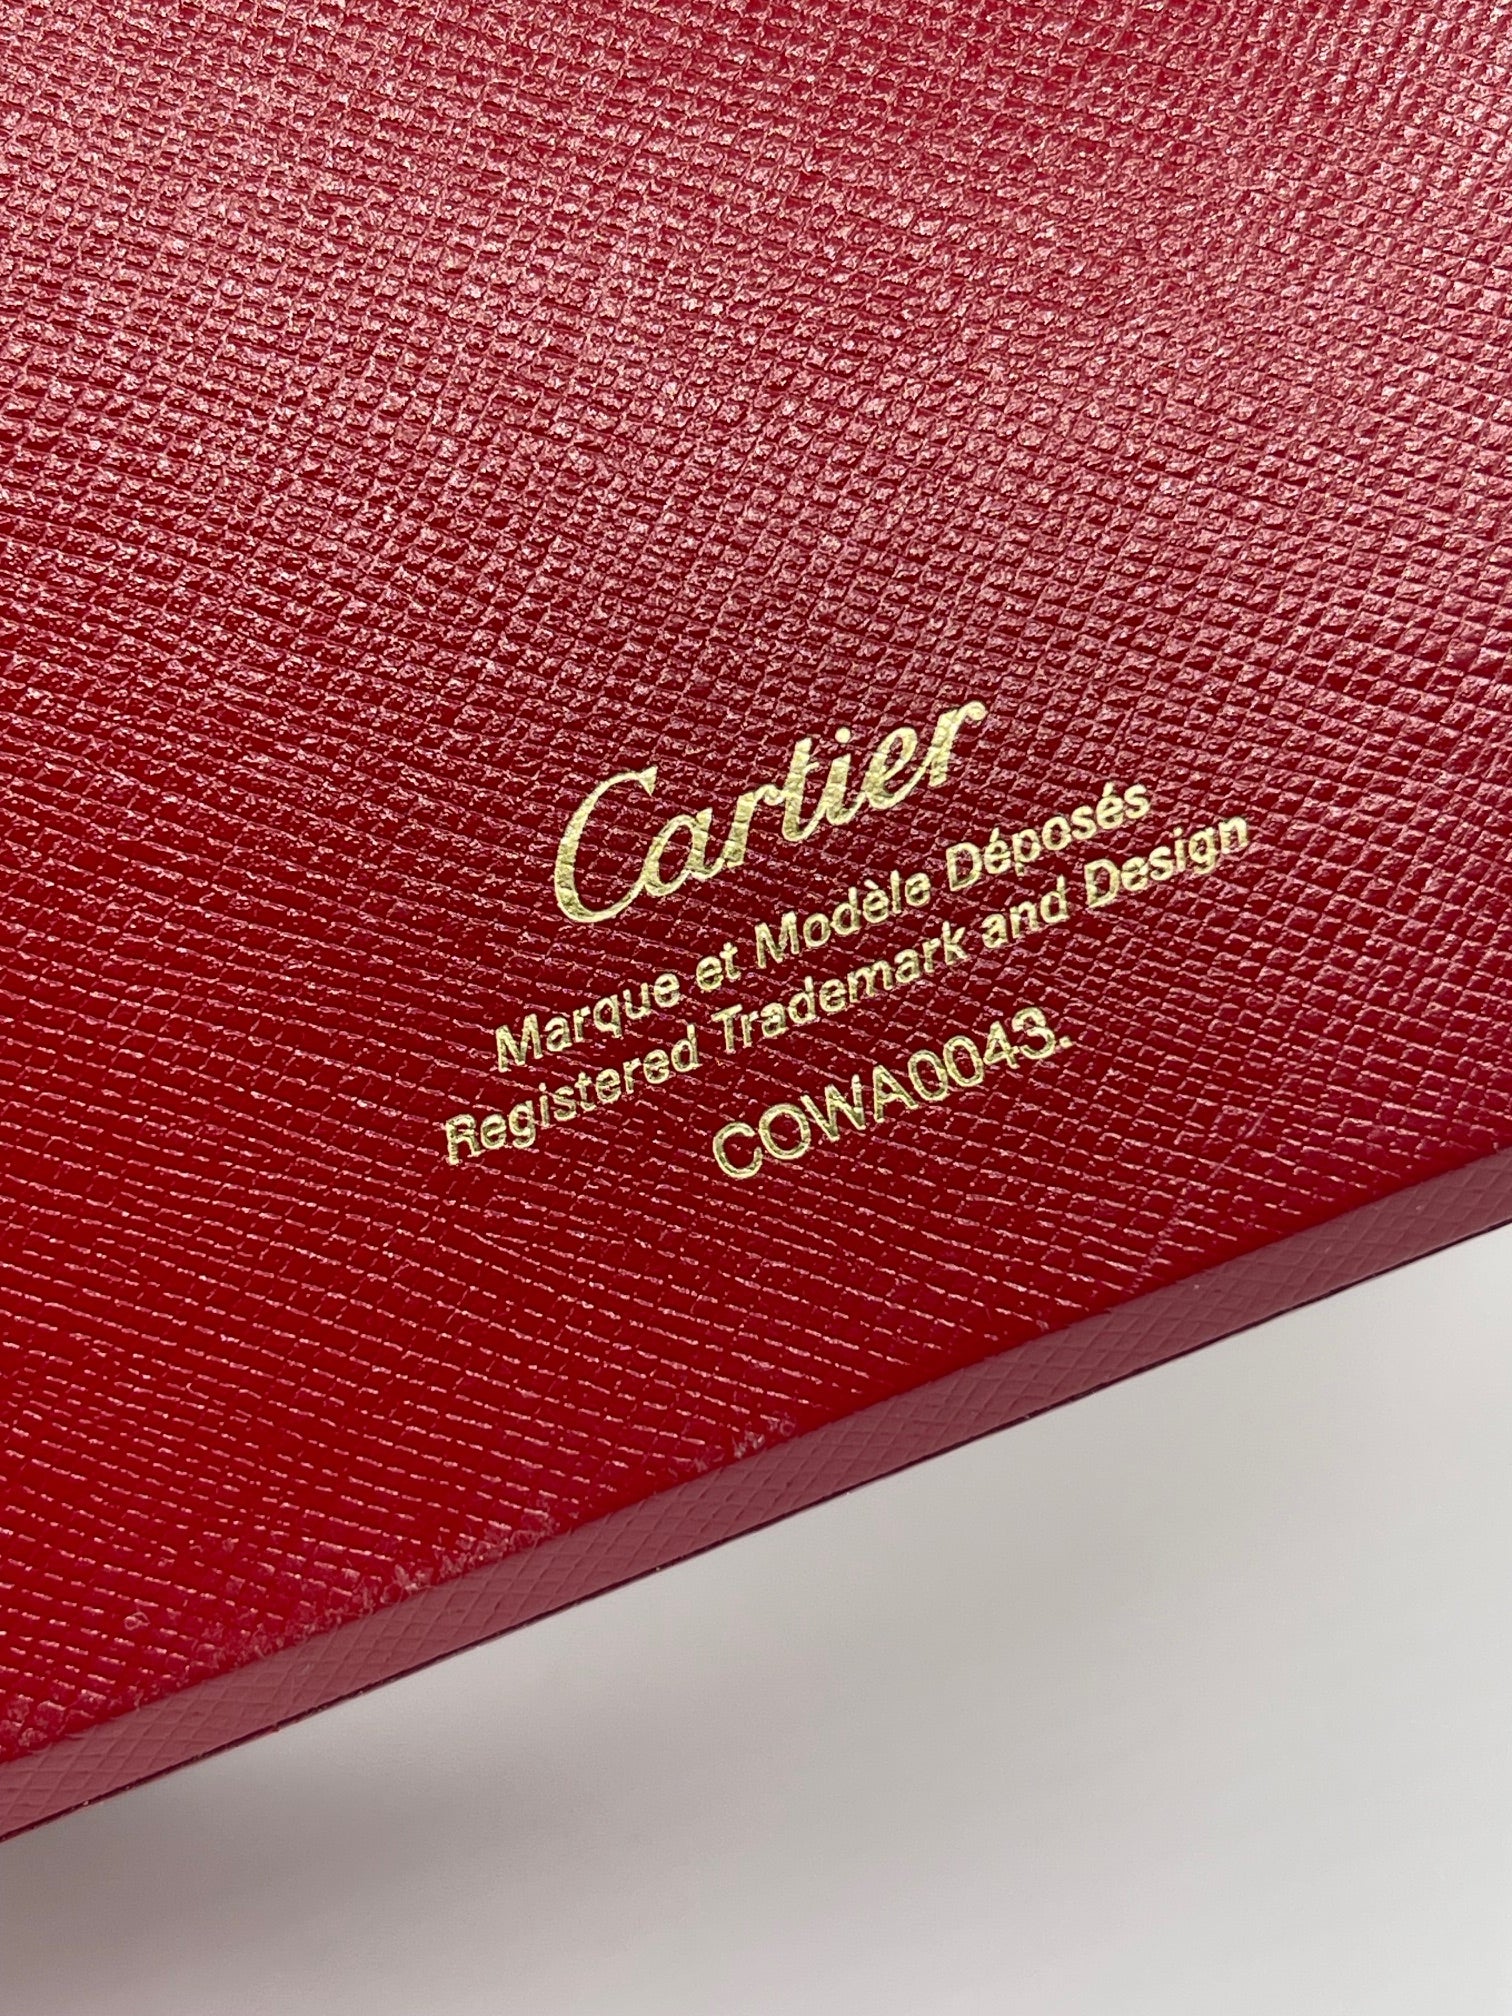 Cartier
Marque et Modèle Déposés
Registered Trademark and Design
COWA0043.